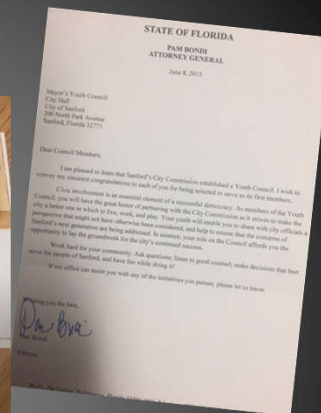 STATE OF FLORIDA
PAM BONDI
ATTORNEY GENERAL
June 8, 2015
Mayor's Youth Council
City Hall
City of Sanford
300 North Park Avenue
Sanford, Florida 32771
Dear Council Members,
I am pleased to learn that Sanford's City Commission established a Youth Council. I wish to
convey my sincerest congratulations to each of you for being selected to serve as its first members.
Civic involvement is an essential element of a successful democracy. As members of the Youth
Council, you will have the great honor of partnering with the City Commission as it strives to make the
city a better one in which to live, work, and play. Your youth will enable you to share with city officials a
perspective that might not have otherwise been considered, and help to ensure that the concerns of
Sanford's next generation are being addressed. In essence, your role on the Council affords you the
opportunity to lay the groundwork for the city's continued success.
Work hard for your community. Ask questions, listen to good counsel, make decisions that best
serve the people of Sanford, and have fun while doing it!
If my office can assist you with any of the initiatives you pursue, please let us know.
Wishing you the best,
Pam Bondi
Pam Bondi